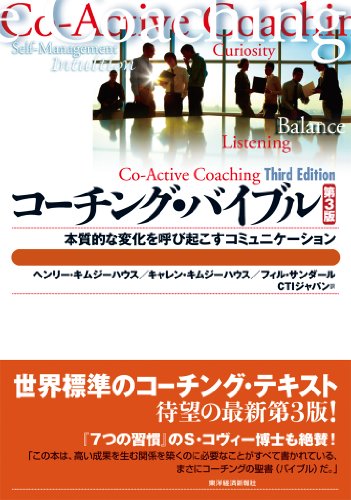 Co-Active Coachin
e Coaching
Self-Management
Intuition
Curiosity
Balance
Listening
Co-Active Coaching Third Edition
コーチング・バイブル 第3版
本質的な変化を呼び起こすコミュニケーション
ヘンリー・キムジーハウス／キャレン・キムジーハウス／フィル・サンダール
CTIジャパン訳
世界標準のコーチング・テキスト
待望の最新第3版!
『7つの習慣』のS・コヴィー博士も絶賛!
「この本は、高い成果を生む関係を築くのに必要なことがすべて書かれている、
まさにコーチングの聖書(バイブル)だ。」
東洋経済新報社